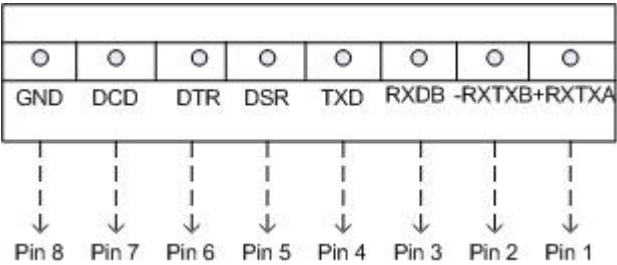 GND DCD DTR DSR TXD RXDB -RXTXB+RXTXA
Pin 8 Pin 7 Pin 6 Pin 5 Pin 4 Pin 3 Pin 2 Pin 1